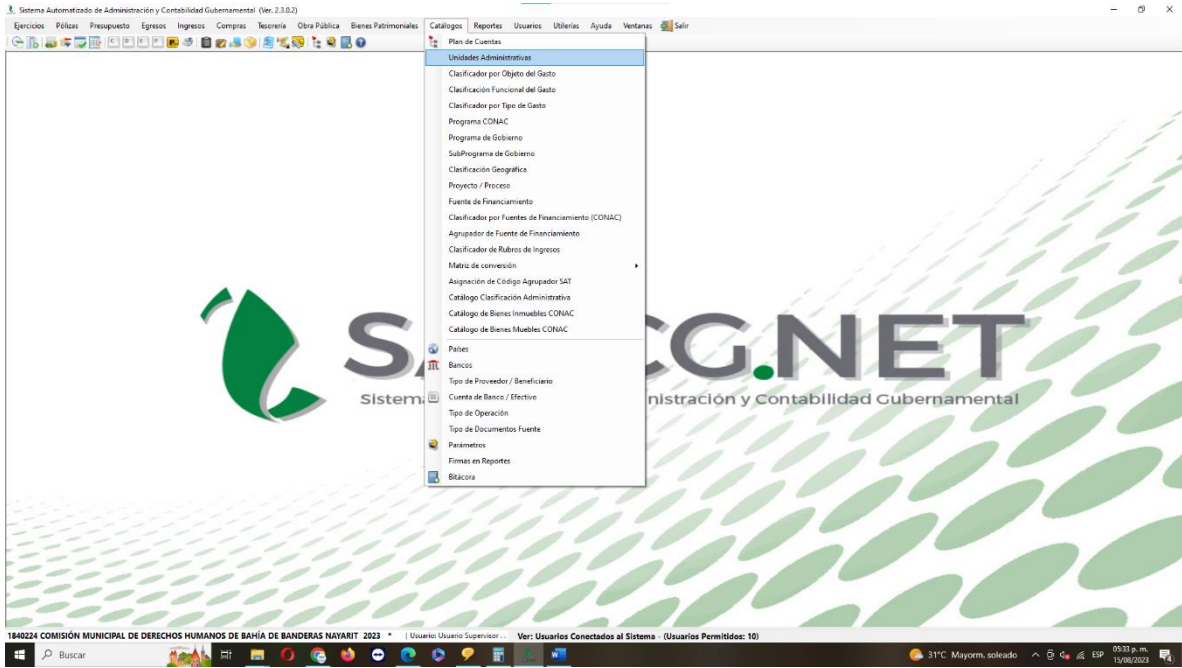 Sistema Automatizado de Administración y Contabilidad Gubernamental (Ver. 2.3.0.2)
Ejercicios Pólizas Presupuesto Egresos Ingresos Compras Tesorería Obra Pública Bienes Patrimoniales Catálogos Reportes Usuarios Utilerías Ayuda Ventanas Salir
Plan de Cuentas
Unidades Administrativas
Clasificador por Objeto del Gasto
Clasificación Funcional del Gasto
Clasificador por Tipo de Gasto
Programa CONAC
Programa de Gobierno
SubPrograma de Gobierno
Clasificación Geográfica
Proyecto / Proceso
Fuente de Financiamiento
Clasificador por Fuentes de Financiamiento (CONAC)
Agrupador de Fuente de Financiamiento
Clasificador de Rubros de Ingresos
Matriz de conversión
Asignación de Código Agrupador SAT
Catálogo Clasificación Administrativa
Catálogo de Bienes Inmuebles CONAC
Catálogo de Bienes Muebles CONAC
Países
Bancos
Tipo de Proveedor / Beneficiario
Cuenta de Banco / Efectivo
Tipo de Operación
Tipo de Documentos Fuente
Parámetros
Firmas en Reportes
Bitácora
S CG.NET
Sistema nistración y Contabilidad Gubernamental
1840224 COMISIÓN MUNICIPAL DE DERECHOS HUMANOS DE BAHÍA DE BANDERAS NAYARIT 2023 * | Usuario: Usuario Supervisor . . Ver: Usuarios Conectados al Sistema - (Usuarios Permitidos: 10)
Buscar 31°C Mayorm. soleado ESP 05:33 p. m.
15/08/2023